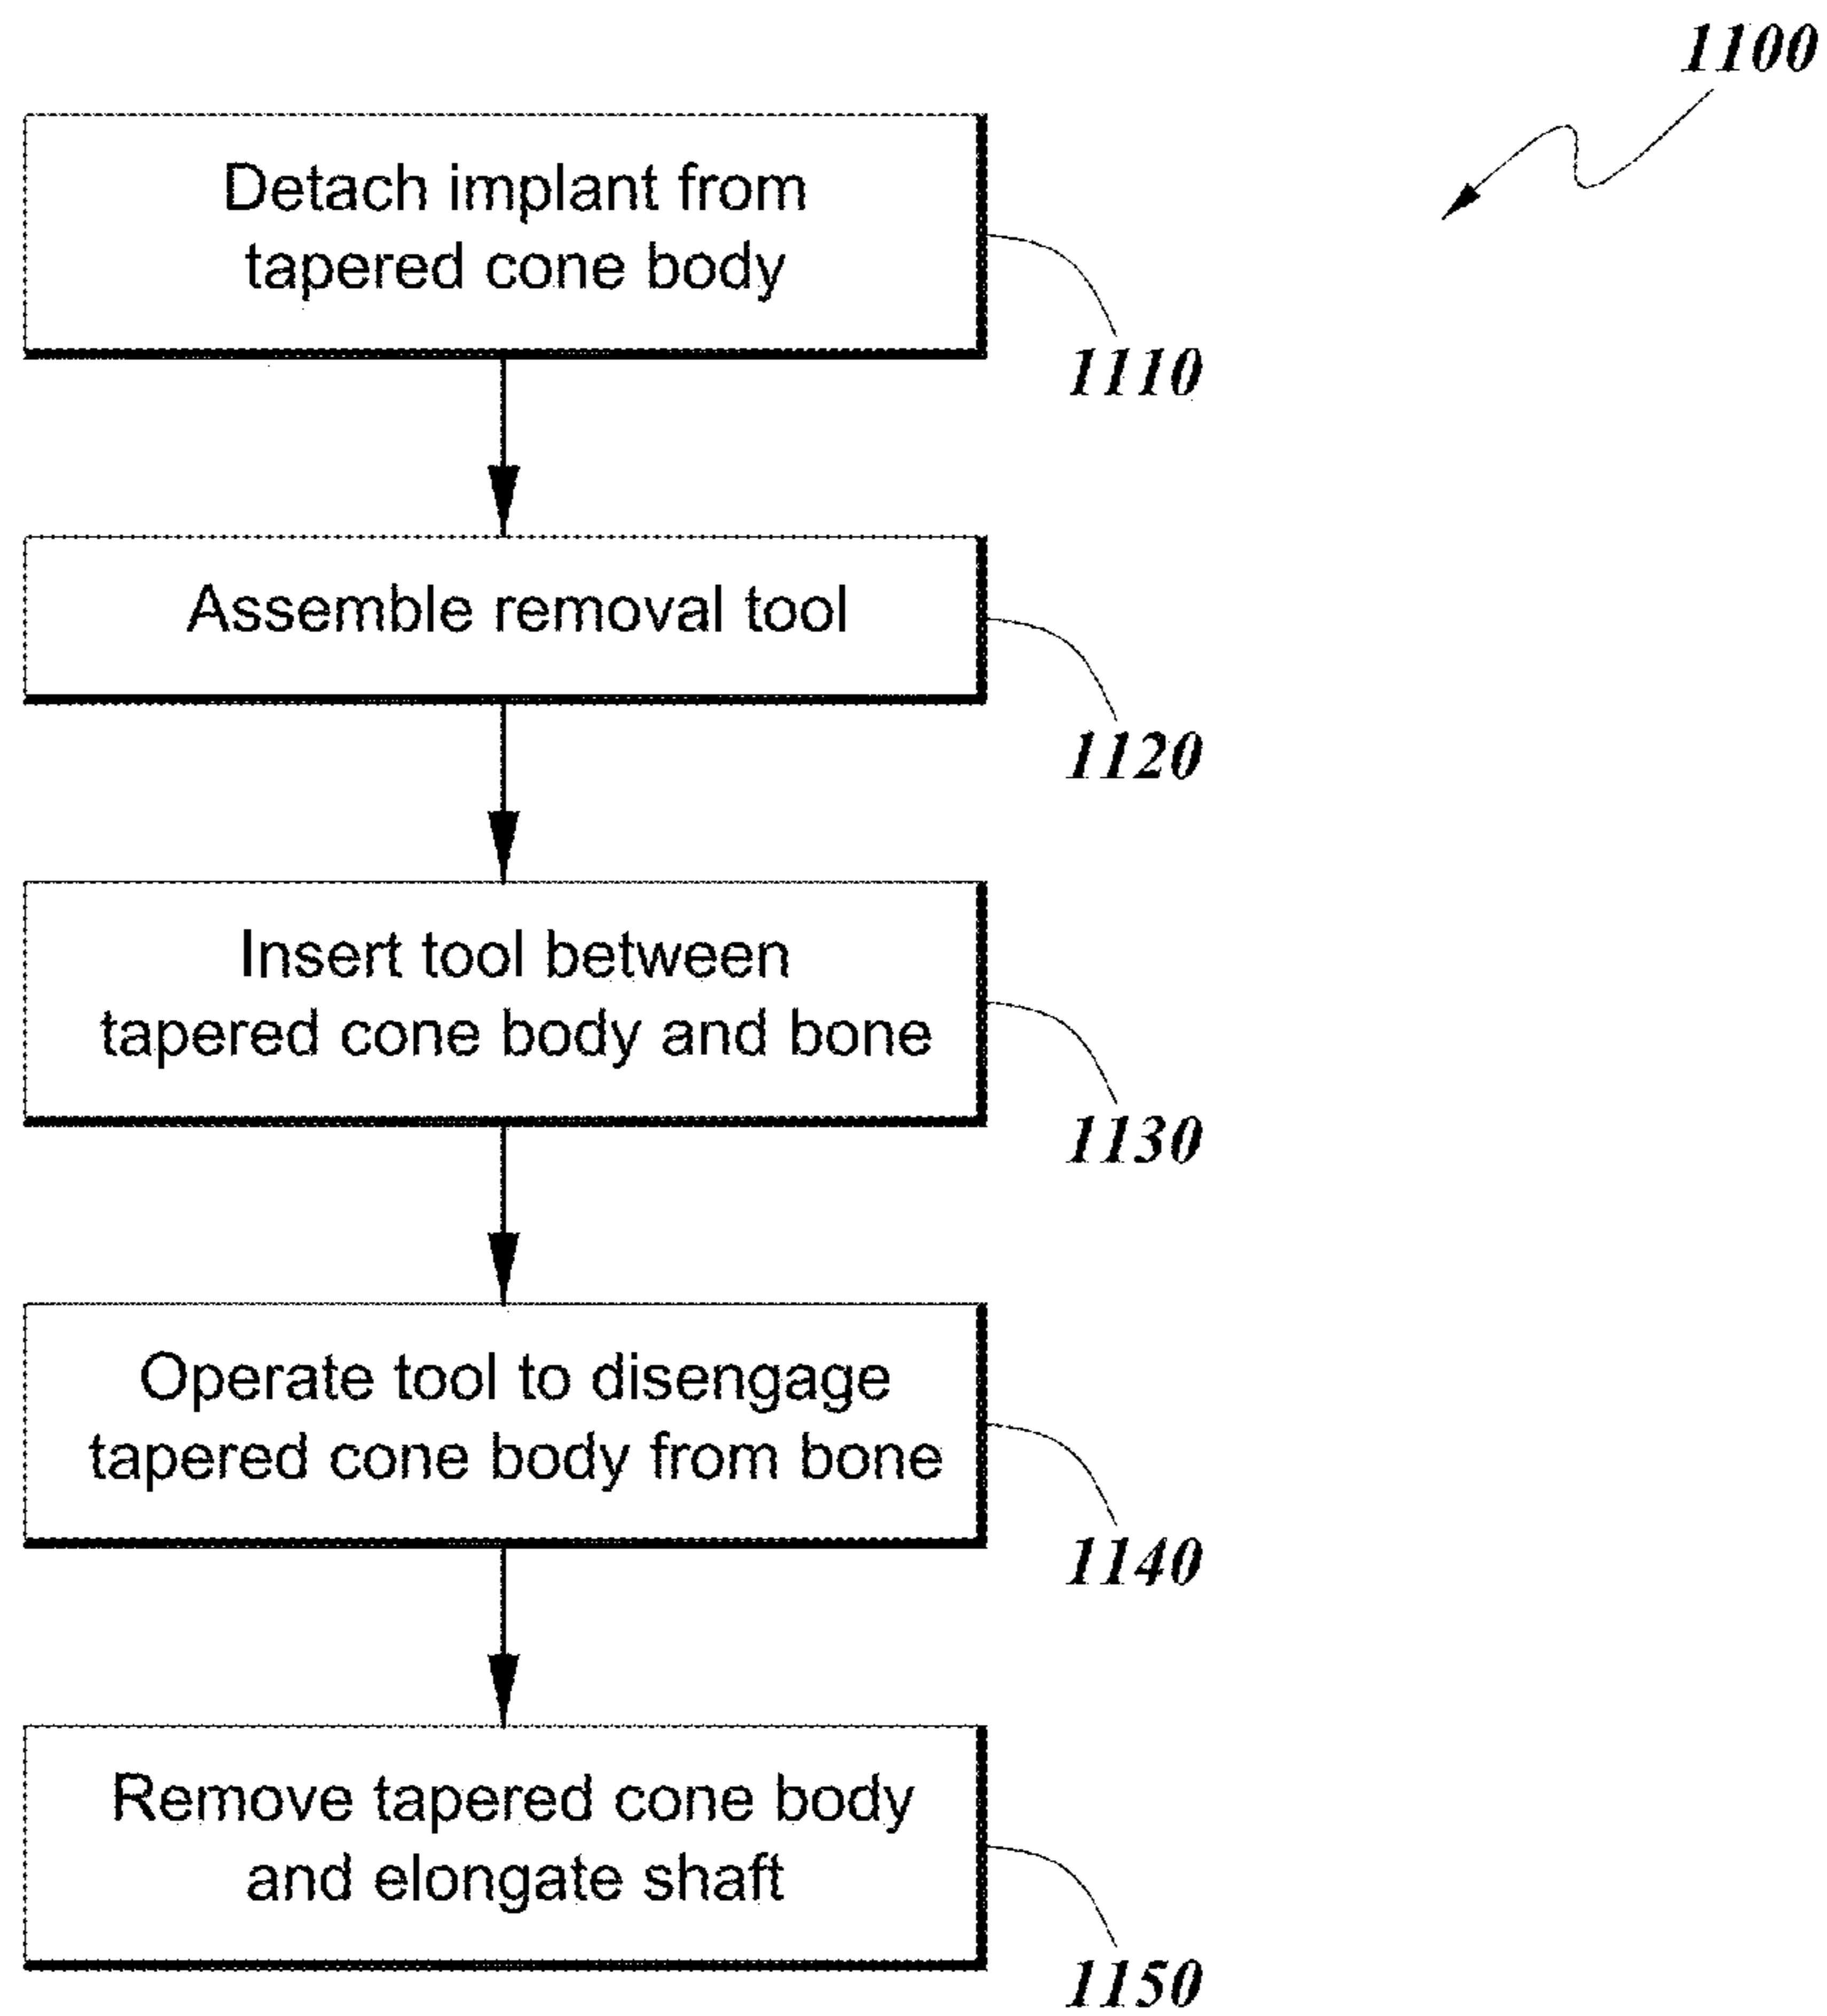 1100
Detach implant from
tapered cone body
1110
Assemble removal tool
1120
Insert tool between
tapered cone body and bone
1130
Operate tool to disengage
tapered cone body from bone
1140
Remove tapered cone body
and elongate shaft
1150